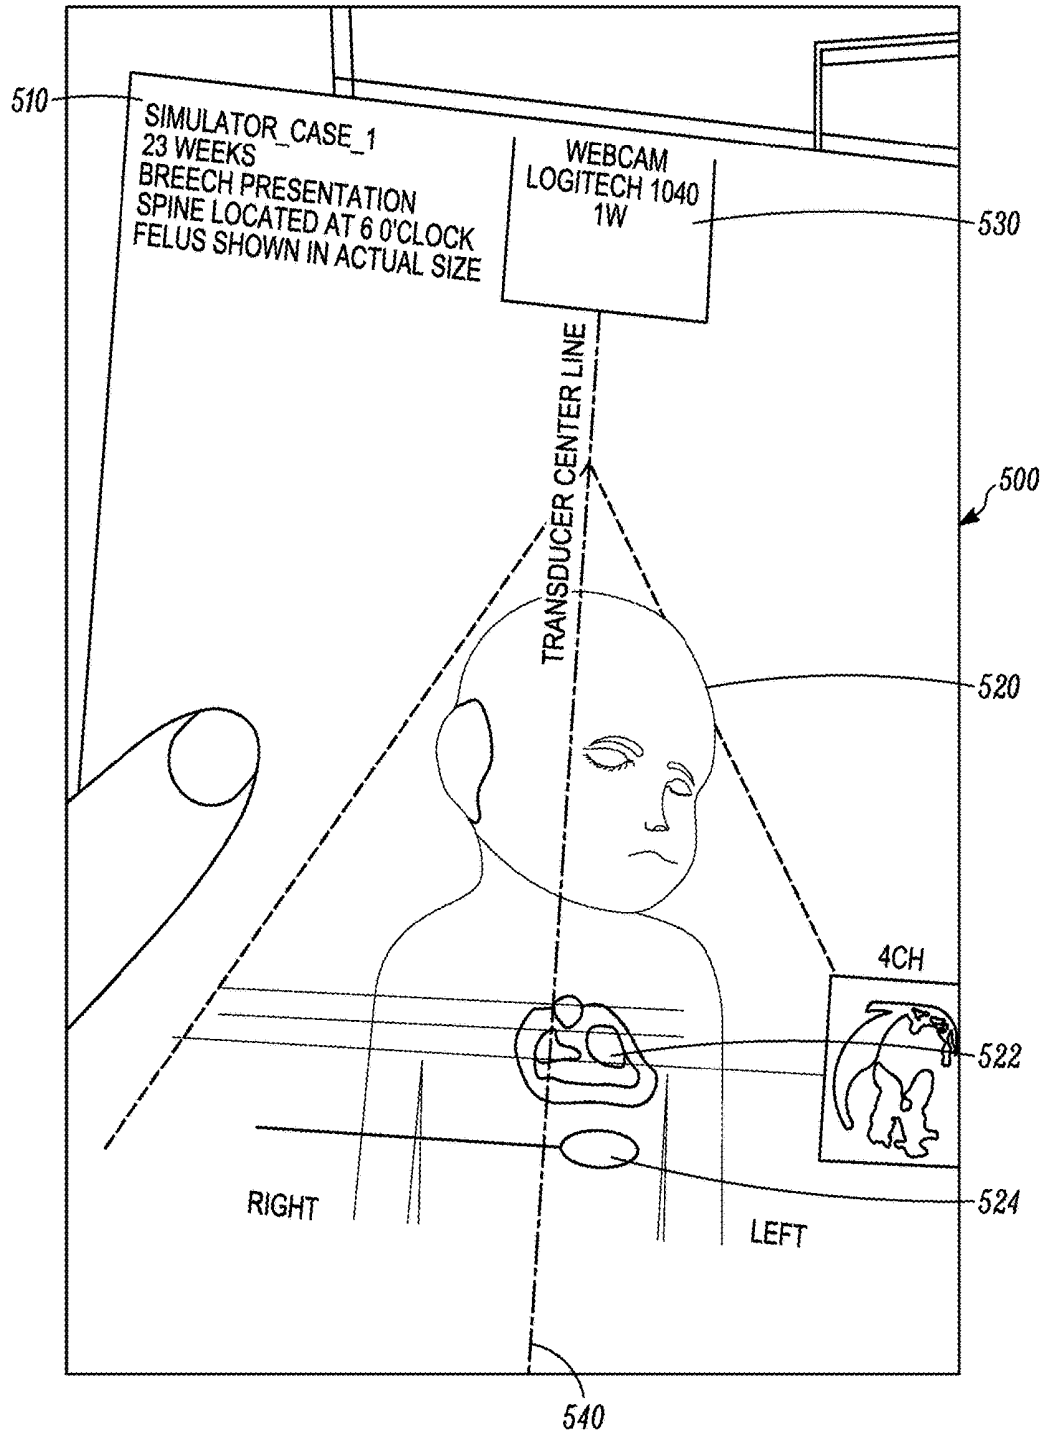 510
SIMULATOR_CASE_1
23 WEEKS
BREECH PRESENTATION
SPINE LOCATED AT 6 0'CLOCK
FELUS SHOWN IN ACTUAL SIZE
WEBCAM
LOGITECH 1040
1W
530
TRANSDUCER CENTER LINE
500
520
4CH
522
524
RIGHT
LEFT
540